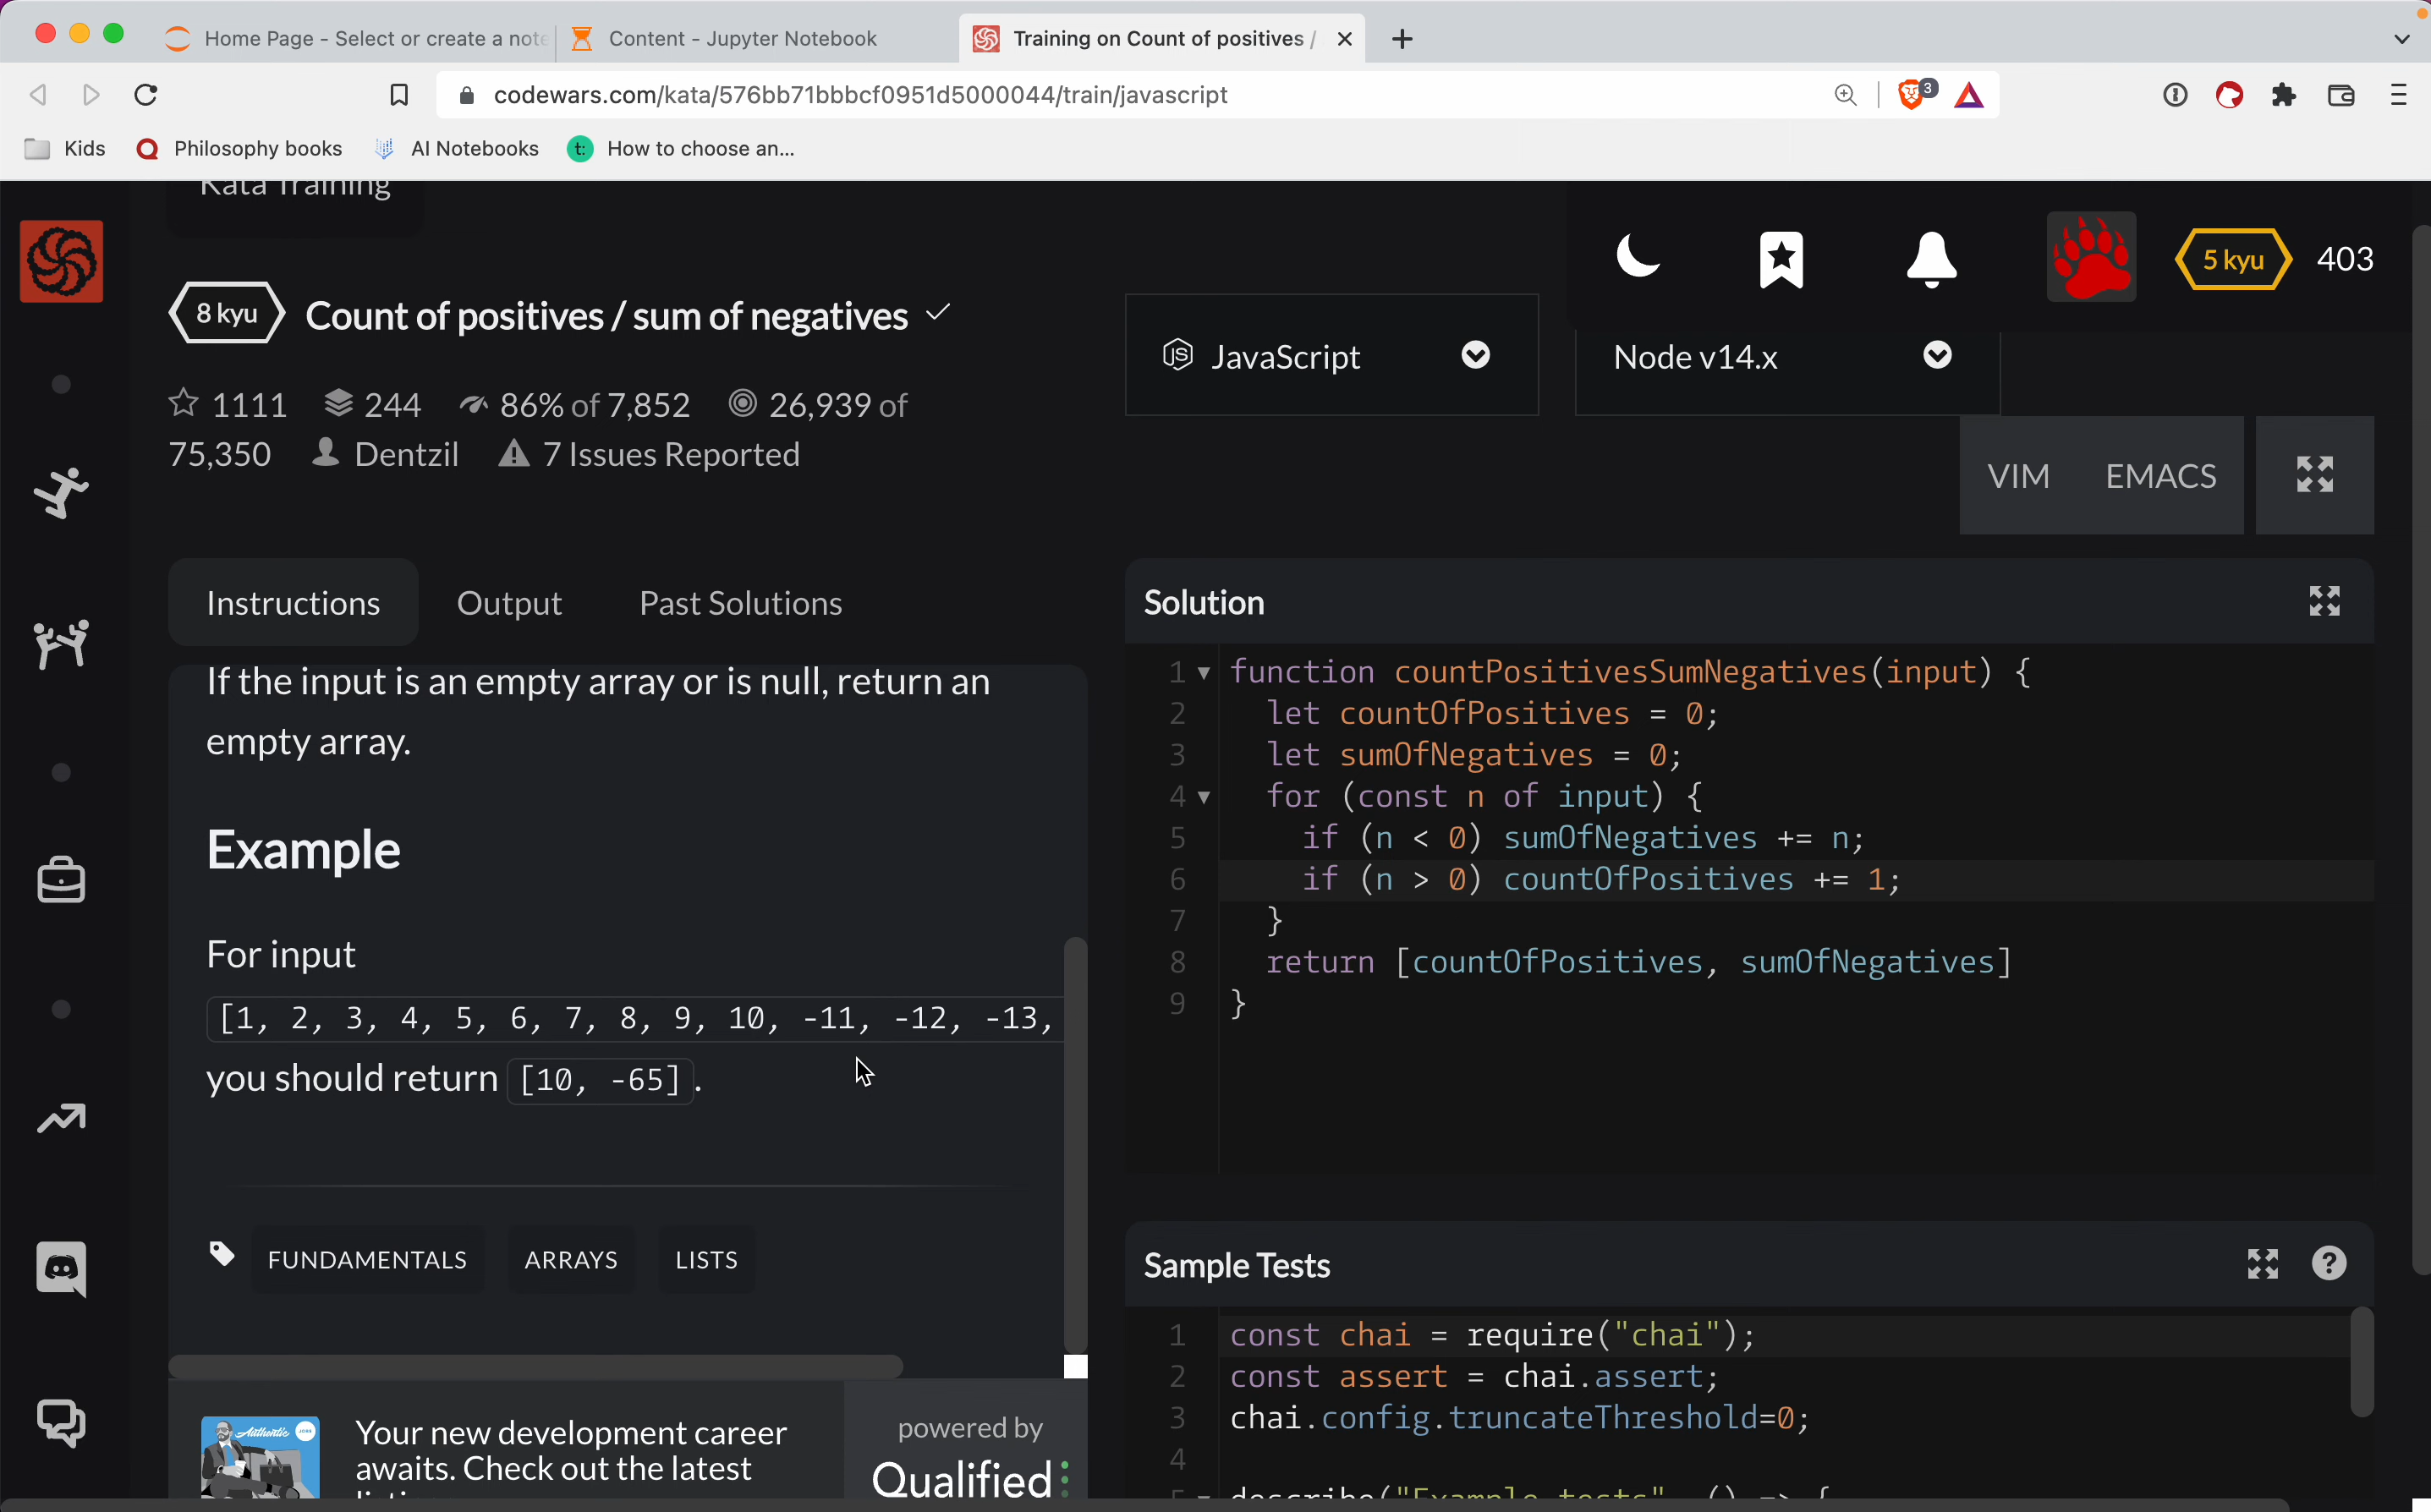 Home Page - Select or create a note
Content - Jupyter Notebook
Training on Count of positives /
codewars.com/kata/576bb71bbbcf0951d5000044/train/javascript
3
Kids
Philosophy books
AI Notebooks
t:
How to choose an...
Kata Training
8 kyu
Count of positives / sum of negatives
1111 244 86% of 7,852 26,939 of
75,350 Dentzil 7 Issues Reported
JS JavaScript
Node v14.x
5 kyu
403
VIM
EMACS
Instructions
Output
Past Solutions
If the input is an empty array or is null, return an
empty array.
Example
For input
[1, 2, 3, 4, 5, 6, 7, 8, 9, 10, -11, -12, -13,
you should return [10, -65].
FUNDAMENTALS
ARRAYS
LISTS
Authentic JOBS
Your new development career
awaits. Check out the latest
powered by
Qualified
Solution
1 function countPositivesSumNegatives(input) {
2 let countOfPositives = 0;
3 let sumOfNegatives = 0;
4 for (const n of input) {
5 if (n < 0) sumOfNegatives += n;
6 if (n > 0) countOfPositives += 1;
7 }
8 return [countOfPositives, sumOfNegatives]
9 }
Sample Tests
?
1 const chai = require("chai");
2 const assert = chai.assert;
3 chai.config.truncateThreshold=0;
4
5 describe("Example tests", () => {